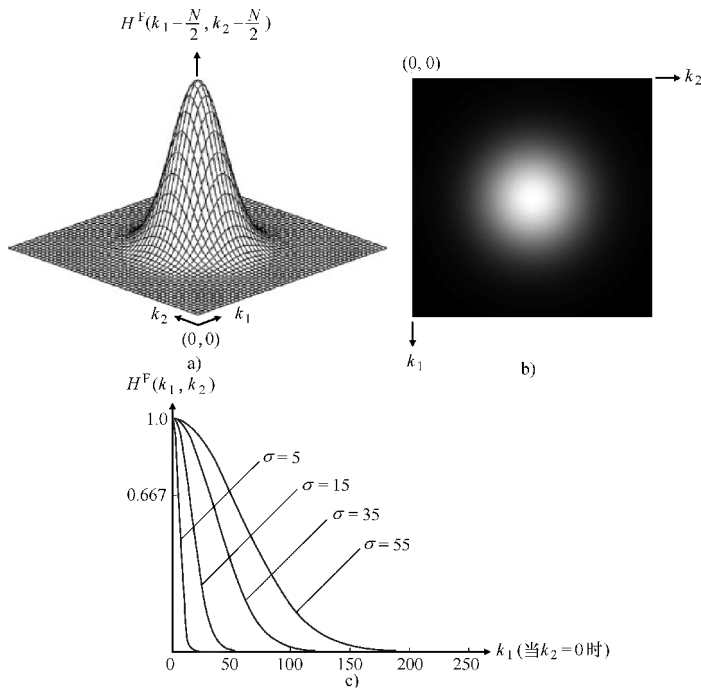 H^F(k_1 − N/2, k_2 − N/2)
(0, 0)
k_2
k_2
k_1
(0,0)
a)
k_1
b)
H^F(k_1, k_2)
1.0
σ = 5
0.667
σ = 15
σ = 35
σ = 55
0 50 100 150 200 250
k_1 (当k_2 = 0 时)
c)